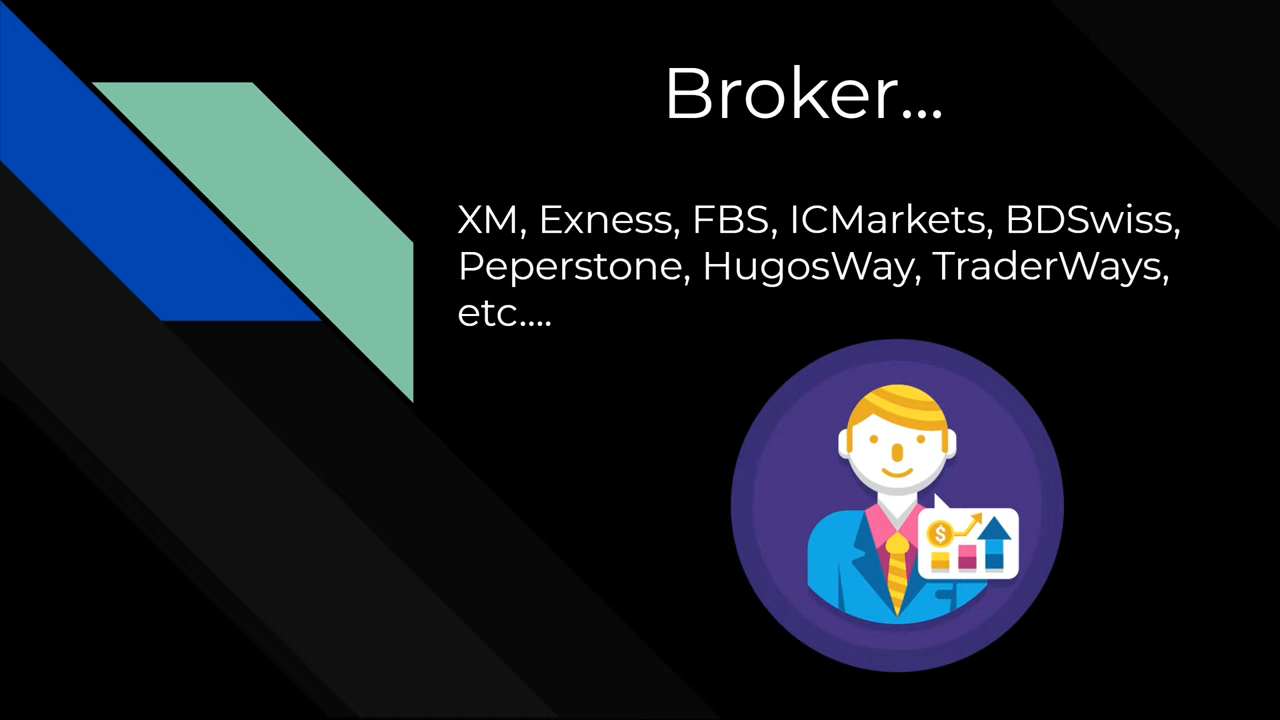 Broker...
XM, Exness, FBS, ICMarkets, BDSwiss,
Peperstone, HugosWay, TraderWays,
etc....
$